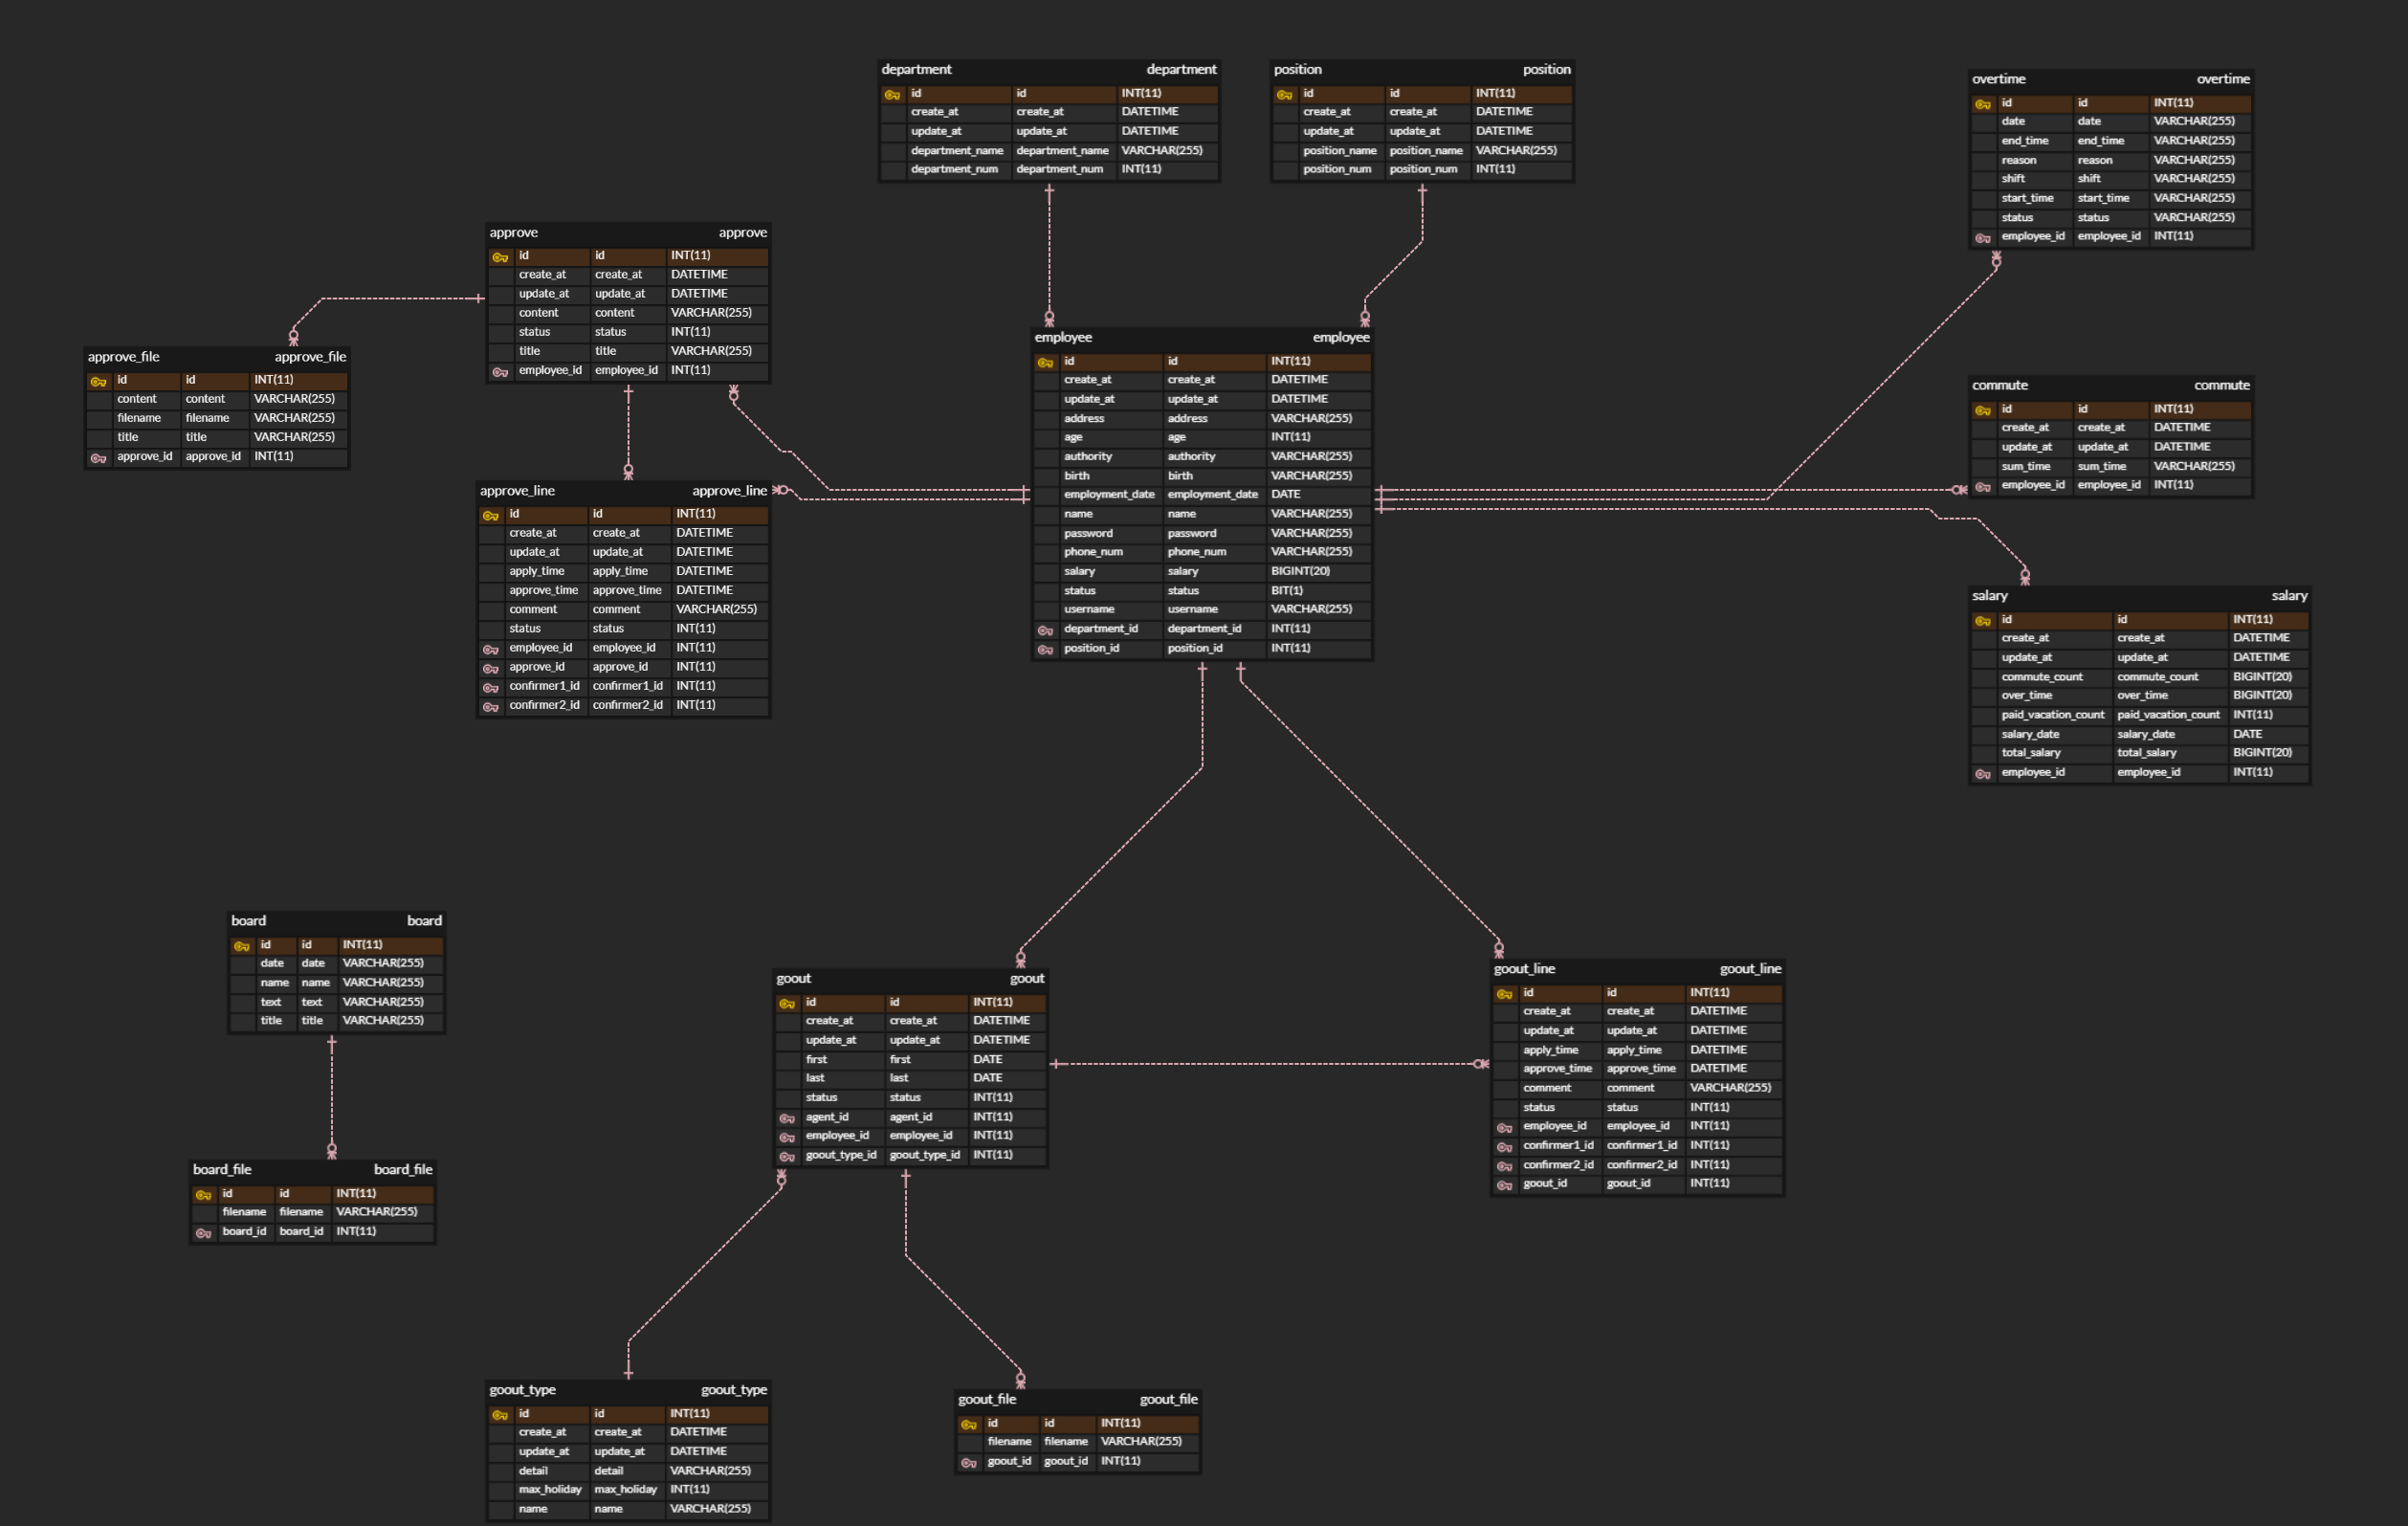 department department
id id INT(11)
create_at create_at DATETIME
update_at update_at DATETIME
department_name department_name VARCHAR(255)
department_num department_num INT(11)
position position
id id INT(11)
create_at create_at DATETIME
update_at update_at DATETIME
position_name position_name VARCHAR(255)
position_num position_num INT(11)
overtime overtime
id id INT(11)
date date VARCHAR(255)
end_time end_time VARCHAR(255)
reason reason VARCHAR(255)
shift shift VARCHAR(255)
start_time start_time VARCHAR(255)
status status VARCHAR(255)
employee_id employee_id INT(11)
approve approve
id id INT(11)
create_at create_at DATETIME
update_at update_at DATETIME
content content VARCHAR(255)
status status INT(11)
title title VARCHAR(255)
employee_id employee_id INT(11)
approve_file approve_file
id id INT(11)
content content VARCHAR(255)
filename filename VARCHAR(255)
title title VARCHAR(255)
approve_id approve_id INT(11)
employee employee
id id INT(11)
create_at create_at DATETIME
update_at update_at DATETIME
address address VARCHAR(255)
age age INT(11)
authority authority VARCHAR(255)
birth birth VARCHAR(255)
employment_date employment_date DATE
name name VARCHAR(255)
password password VARCHAR(255)
phone_num phone_num VARCHAR(255)
salary salary BIGINT(20)
status status BIT(1)
username username VARCHAR(255)
department_id department_id INT(11)
position_id position_id INT(11)
commute commute
id id INT(11)
create_at create_at DATETIME
update_at update_at DATETIME
sum_time sum_time VARCHAR(255)
employee_id employee_id INT(11)
approve_line approve_line
id id INT(11)
create_at create_at DATETIME
update_at update_at DATETIME
apply_time apply_time DATETIME
approve_time approve_time DATETIME
comment comment VARCHAR(255)
status status INT(11)
employee_id employee_id INT(11)
approve_id approve_id INT(11)
confirmer1_id confirmer1_id INT(11)
confirmer2_id confirmer2_id INT(11)
salary salary
id id INT(11)
create_at create_at DATETIME
update_at update_at DATETIME
commute_count commute_count BIGINT(20)
over_time over_time BIGINT(20)
paid_vacation_count paid_vacation_count INT(11)
salary_date salary_date DATE
total_salary total_salary BIGINT(20)
employee_id employee_id INT(11)
board board
id id INT(11)
date date VARCHAR(255)
name name VARCHAR(255)
text text VARCHAR(255)
title title VARCHAR(255)
goout goout
id id INT(11)
create_at create_at DATETIME
update_at update_at DATETIME
first first DATE
last last DATE
status status INT(11)
agent_id agent_id INT(11)
employee_id employee_id INT(11)
goout_type_id goout_type_id INT(11)
goout_line goout_line
id id INT(11)
create_at create_at DATETIME
update_at update_at DATETIME
apply_time apply_time DATETIME
approve_time approve_time DATETIME
comment comment VARCHAR(255)
status status INT(11)
employee_id employee_id INT(11)
confirmer1_id confirmer1_id INT(11)
confirmer2_id confirmer2_id INT(11)
goout_id goout_id INT(11)
board_file board_file
id id INT(11)
filename filename VARCHAR(255)
board_id board_id INT(11)
goout_type goout_type
id id INT(11)
create_at create_at DATETIME
update_at update_at DATETIME
detail detail VARCHAR(255)
max_holiday max_holiday INT(11)
name name VARCHAR(255)
goout_file goout_file
id id INT(11)
filename filename VARCHAR(255)
goout_id goout_id INT(11)